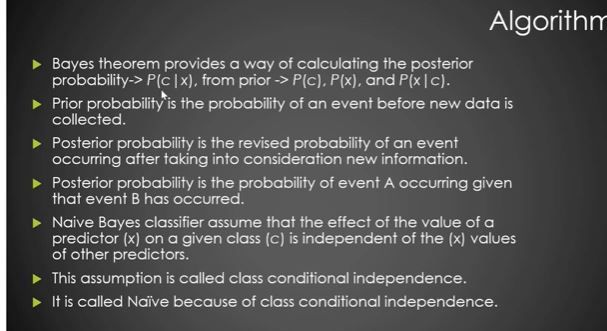 Algorithm
Bayes theorem provides a way of calculating the posterior
probability-> P(c|x), from prior -> P(c), P(x), and P(x|c).
Prior probability is the probability of an event before new data is
collected.
Posterior probability is the revised probability of an event
occurring after taking into consideration new information.
Posterior probability is the probability of event A occurring given
that event B has occurred.
Naive Bayes classifier assume that the effect of the value of a
predictor (x) on a given class (c) is independent of the (x) values
of other predictors.
This assumption is called class conditional independence.
It is called Naïve because of class conditional independence.